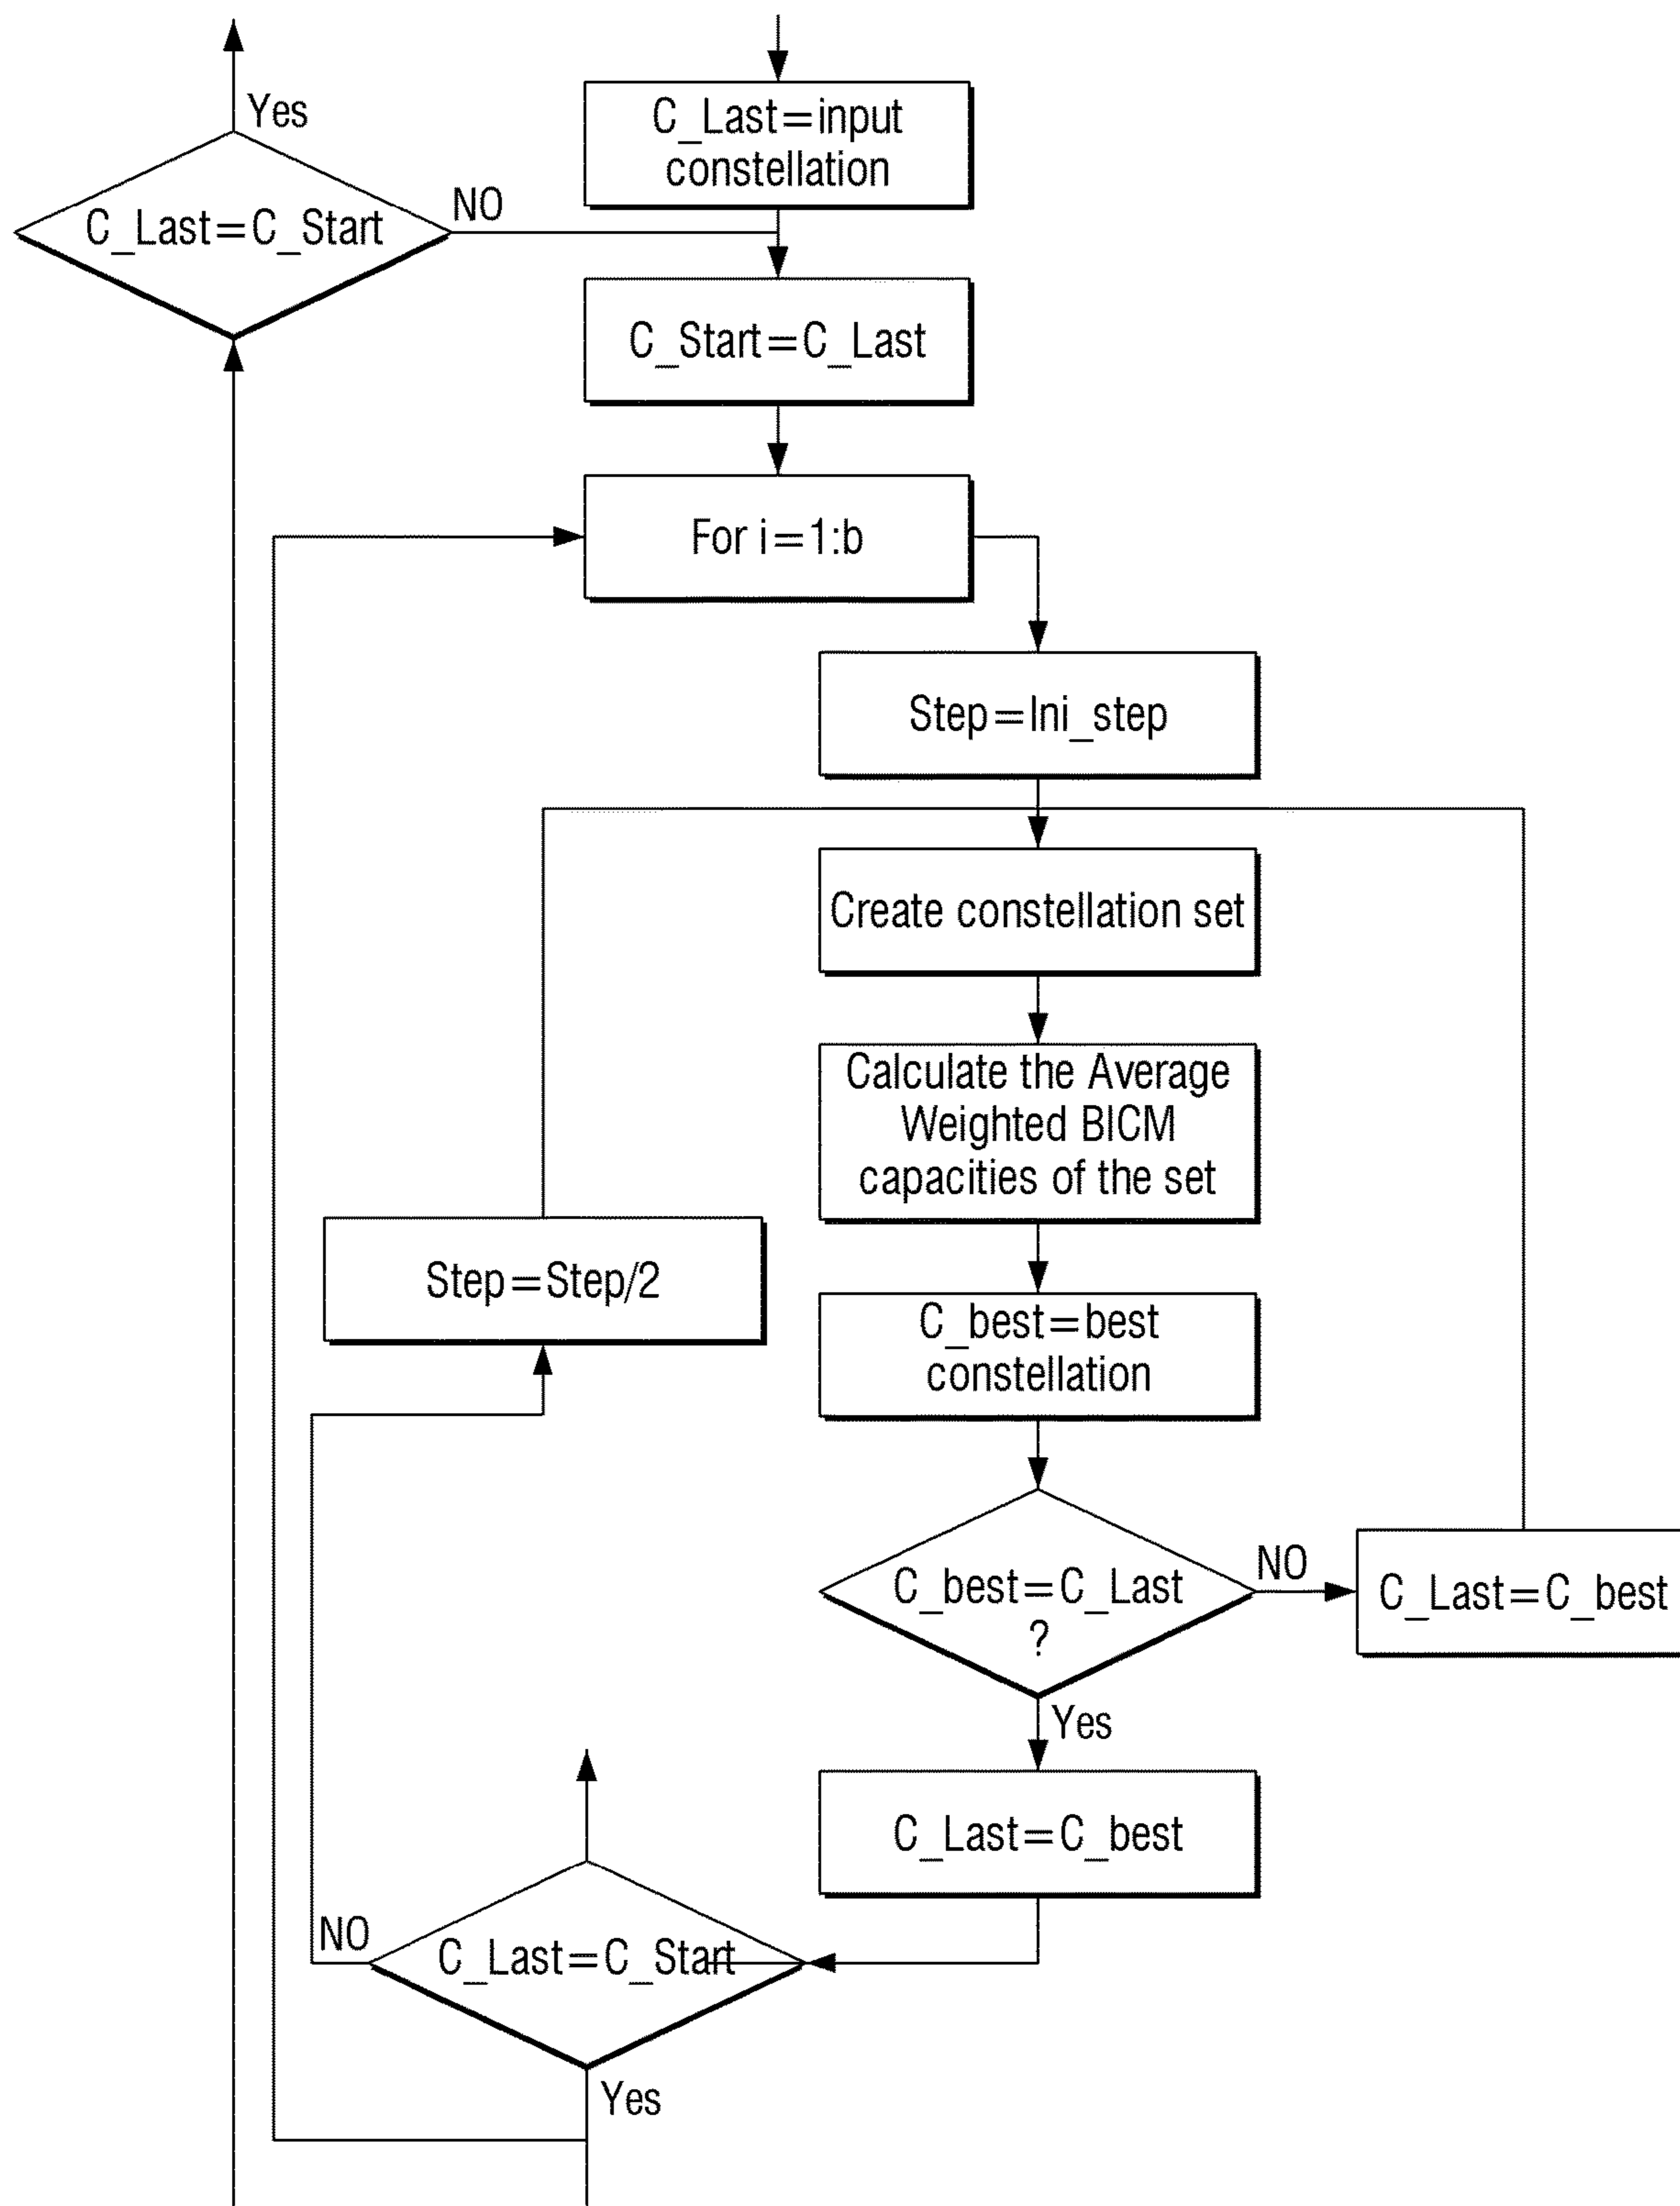 Yes
C_Last=input
constellation
NO
C_Last=C_Start
C_Start=C_Last
For i=1:b
Step=Ini_step
Create constellation set
Calculate the Average
Weighted BICM
capacities of the set
Step=Step/2
C_best=best
constellation
C_best=C_Last
?
NO
C_Last=C_best
Yes
C_Last=C_best
NO
C_Last=C_Start
Yes